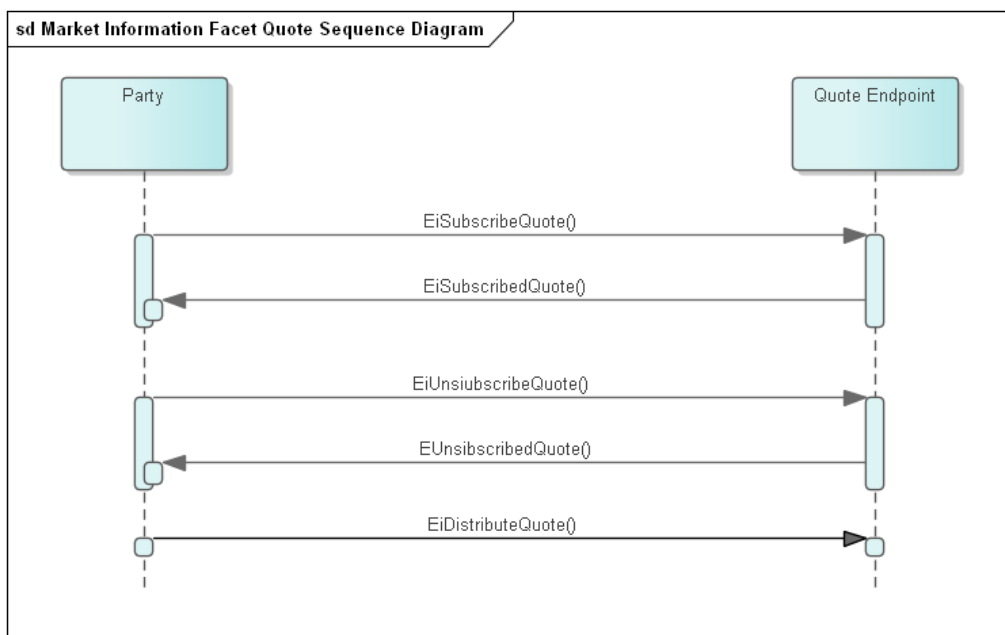 sd Market Information Facet Quote Sequence Diagram
Party
Quote Endpoint
EiSubscribeQuote()
EiSubscribedQuote()
EiUnsiubscribeQuote()
EUnsibscribedQuote()
EiDistributeQuote()